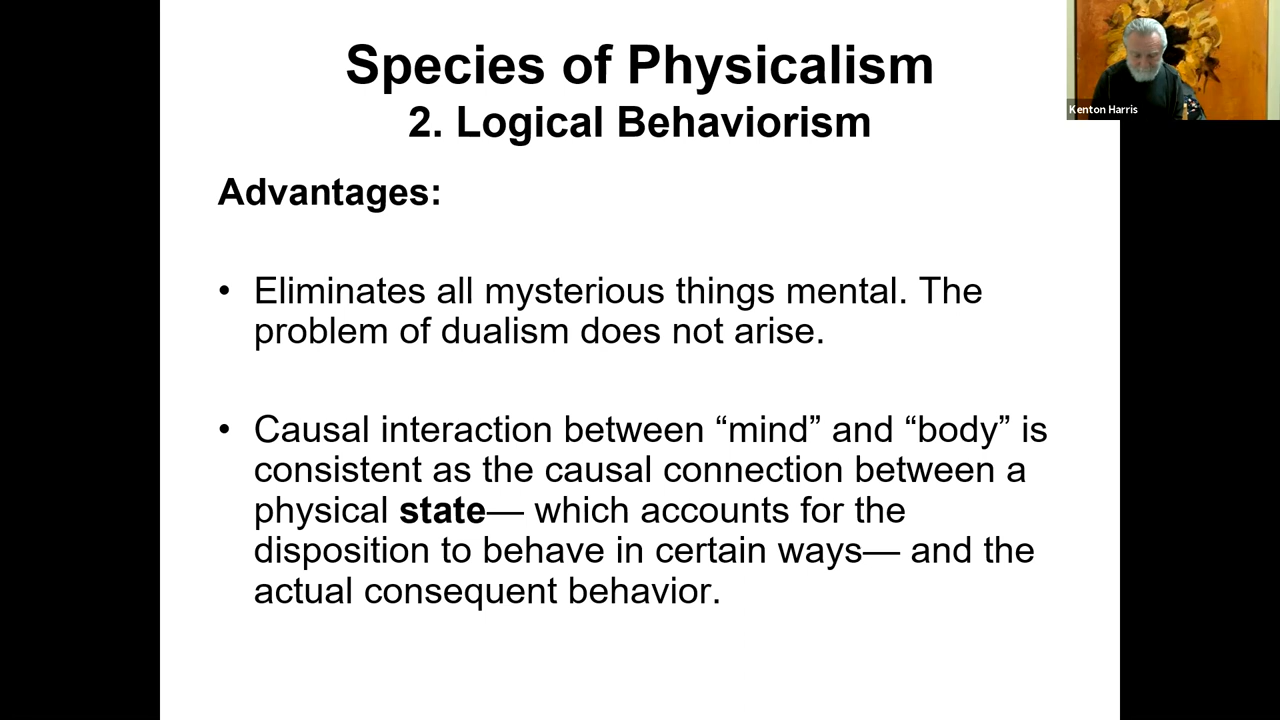 Species of Physicalism
2. Logical Behaviorism
Kenton Harris
Advantages:
• Eliminates all mysterious things mental. The
problem of dualism does not arise.
• Causal interaction between “mind” and “body” is
consistent as the causal connection between a
physical state— which accounts for the
disposition to behave in certain ways— and the
actual consequent behavior.